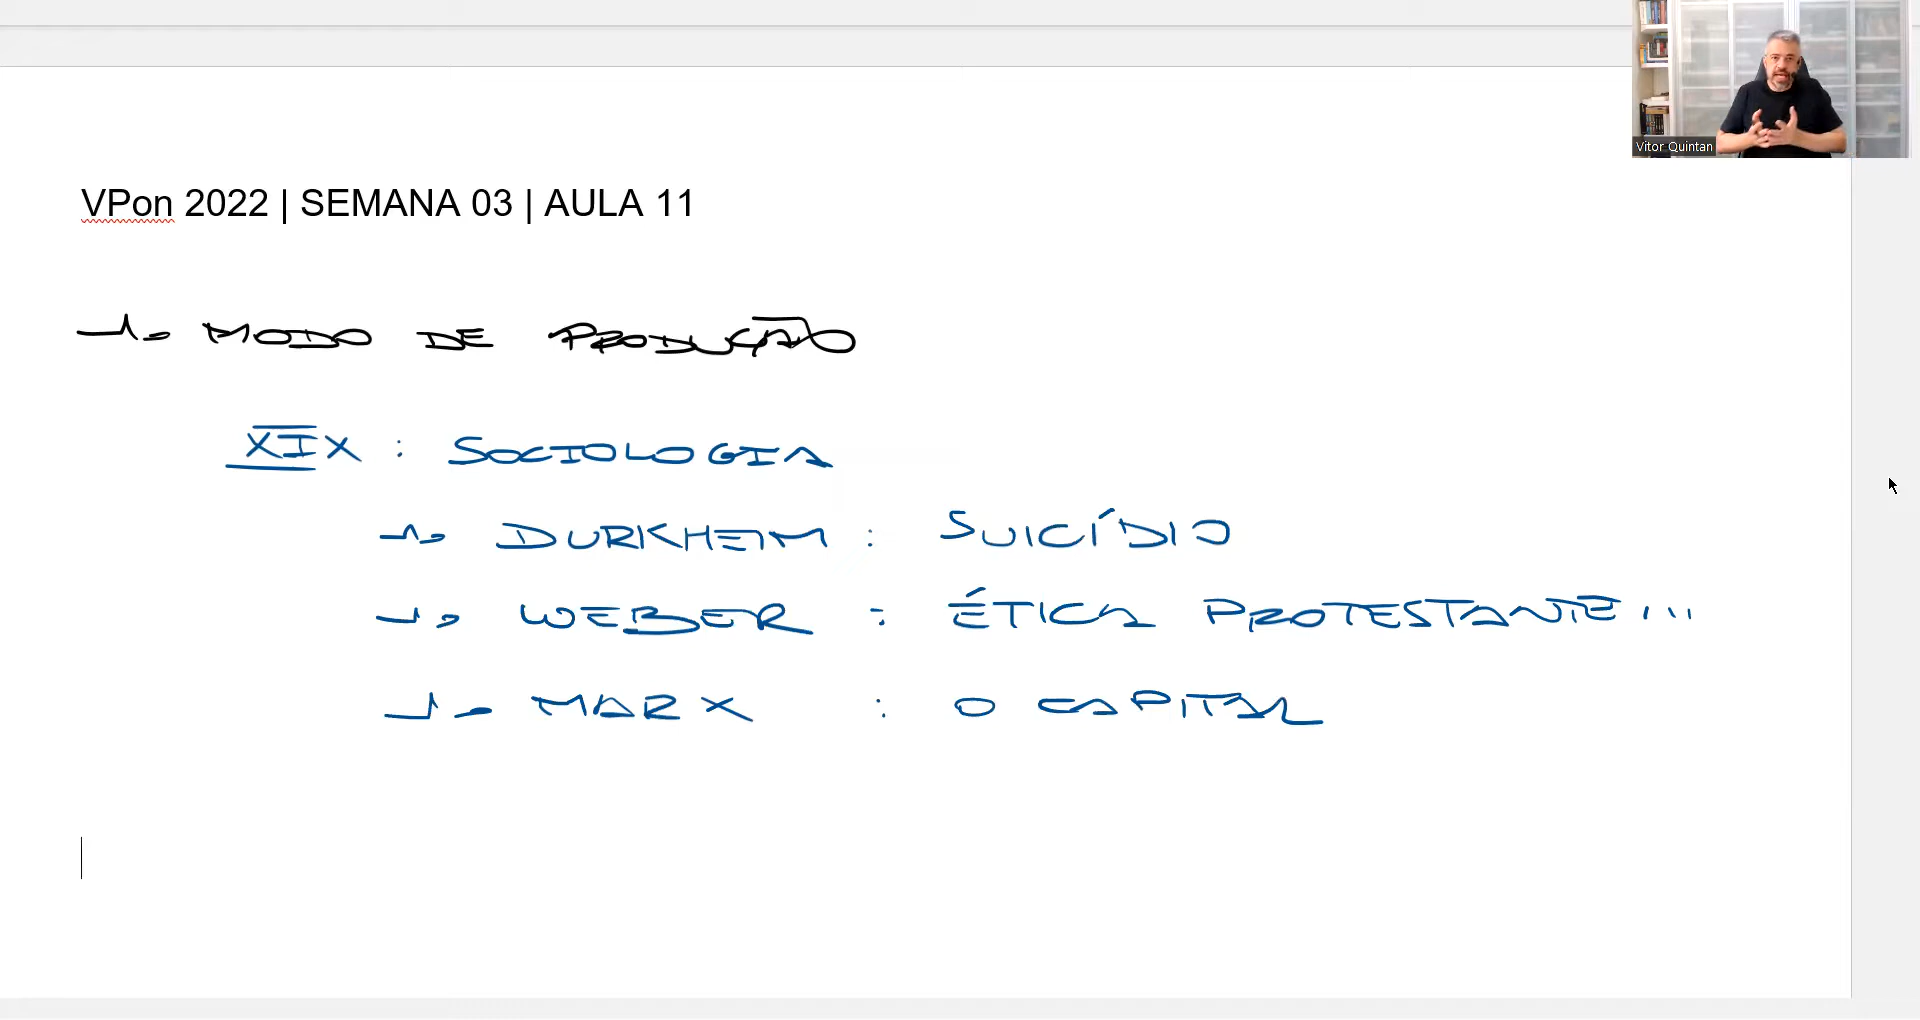 Vitor Quintan
VPon 2022 | SEMANA 03 | AULA 11
MODO DE PRODUÇÃO
XIX : SOCIOLOGIA
DURKHEIM : SUICÍDIO
WEBER : ÉTICA PROTESTANTE...
MARX : O CAPITAL